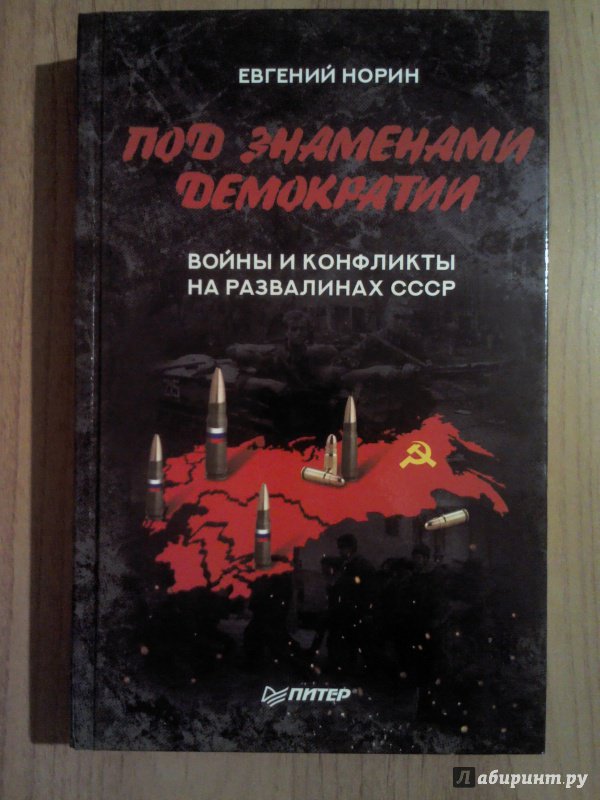 ЕВГЕНИЙ НОРИН
ПОД ЗНАМЕНАМИ
ДЕМОКРАТИИ
ВОЙНЫ И КОНФЛИКТЫ
НА РАЗВАЛИНАХ СССР
ПИТЕР
Лабиринт.ру